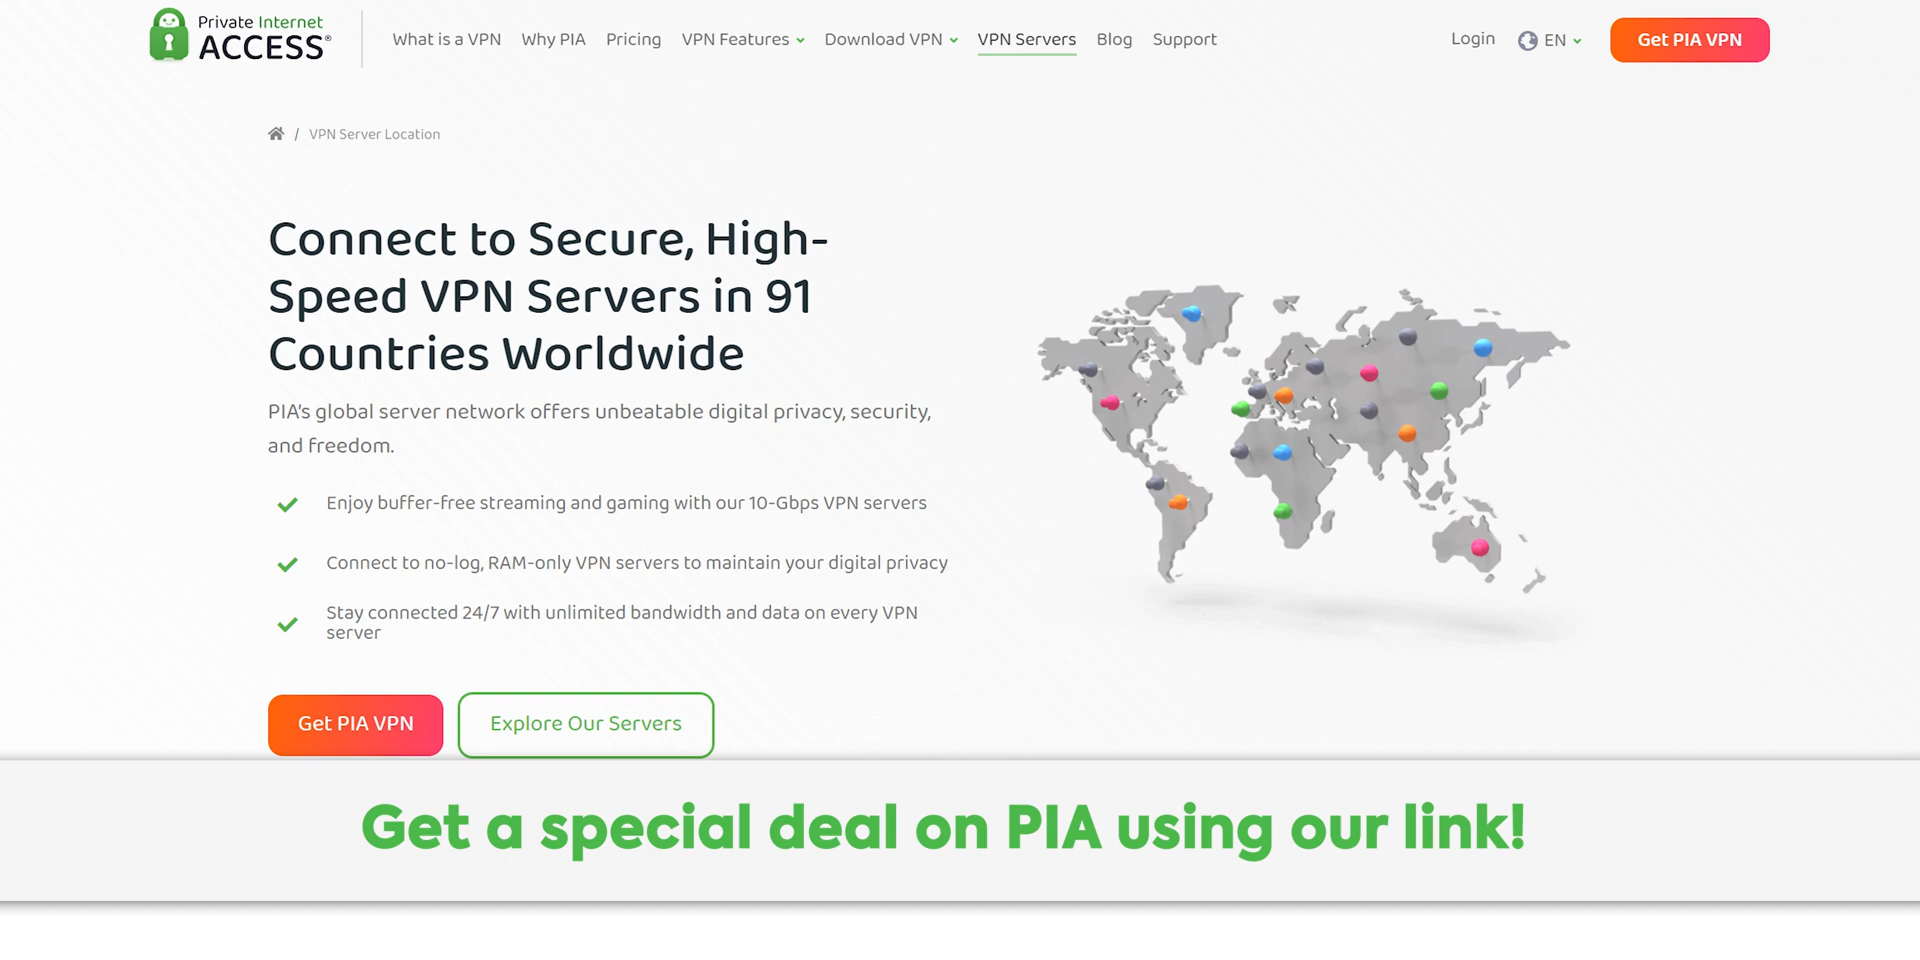 Private Internet
ACCESS®
What is a VPN
Why PIA
Pricing
VPN Features
Download VPN
VPN Servers
Blog
Support
Login
EN
Get PIA VPN
/ VPN Server Location
Connect to Secure, High-
Speed VPN Servers in 91
Countries Worldwide
PIA's global server network offers unbeatable digital privacy, security,
and freedom.
Enjoy buffer-free streaming and gaming with our 10-Gbps VPN servers
Connect to no-log, RAM-only VPN servers to maintain your digital privacy
Stay connected 24/7 with unlimited bandwidth and data on every VPN
server
Get PIA VPN
Explore Our Servers
Get a special deal on PIA using our link!